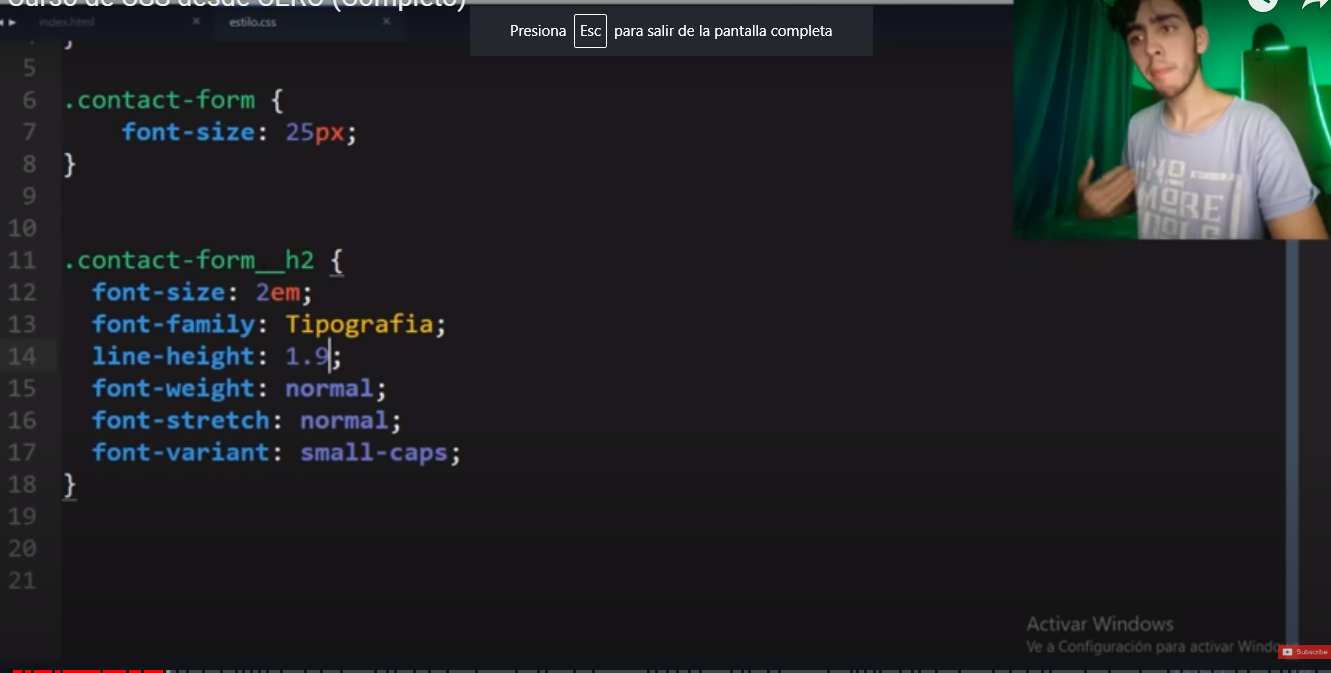 Curso de CSS desde CERO (Completo)
index.html ×
estilo.css ×
Presiona Esc para salir de la pantalla completa
5
6 .contact-form {
7 font-size: 25px;
8 }
9
10
11 .contact-form__h2 {
12 font-size: 2em;
13 font-family: Tipografia;
14 line-height: 1.9;
15 font-weight: normal;
16 font-stretch: normal;
17 font-variant: small-caps;
18 }
19
20
21
NO
MORE
Activar Windows
Ve a Configuración para activar Windo
Subscribe